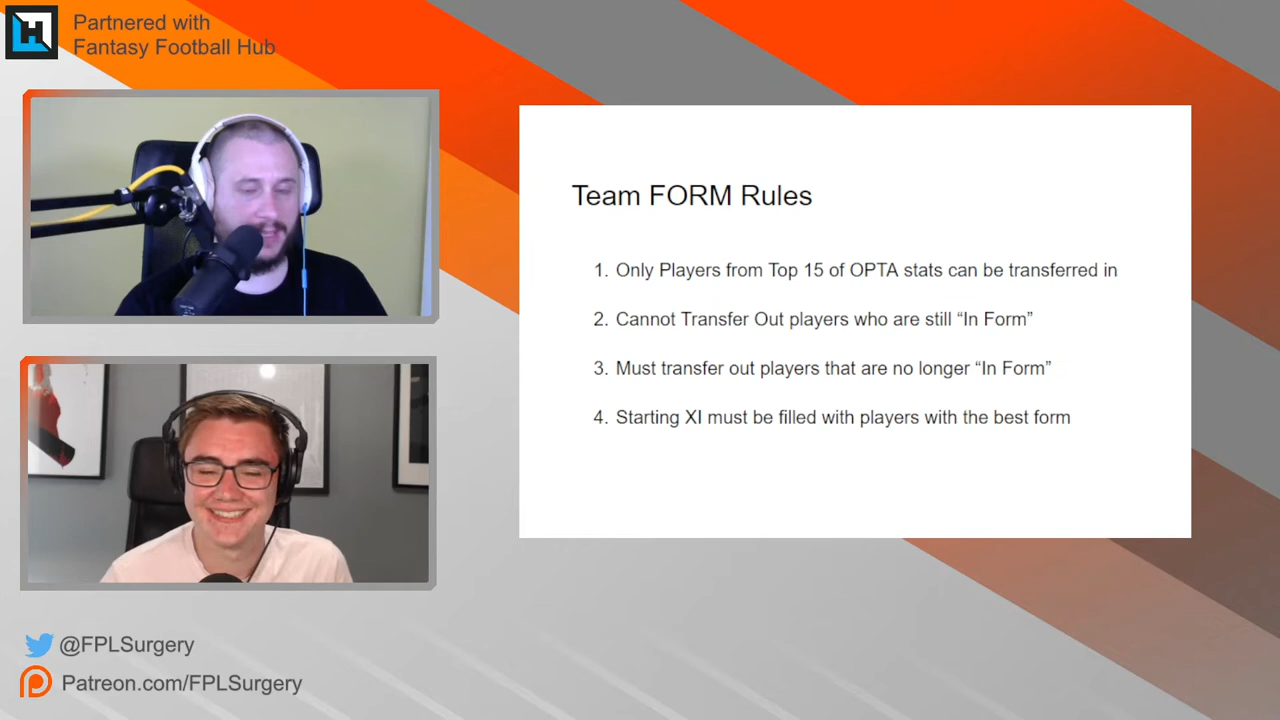 Partnered with
Fantasy Football Hub
Team FORM Rules
1. Only Players from Top 15 of OPTA stats can be transferred in
2. Cannot Transfer Out players who are still “In Form”
3. Must transfer out players that are no longer “In Form”
4. Starting XI must be filled with players with the best form
@FPLSurgery
Patreon.com/FPLSurgery